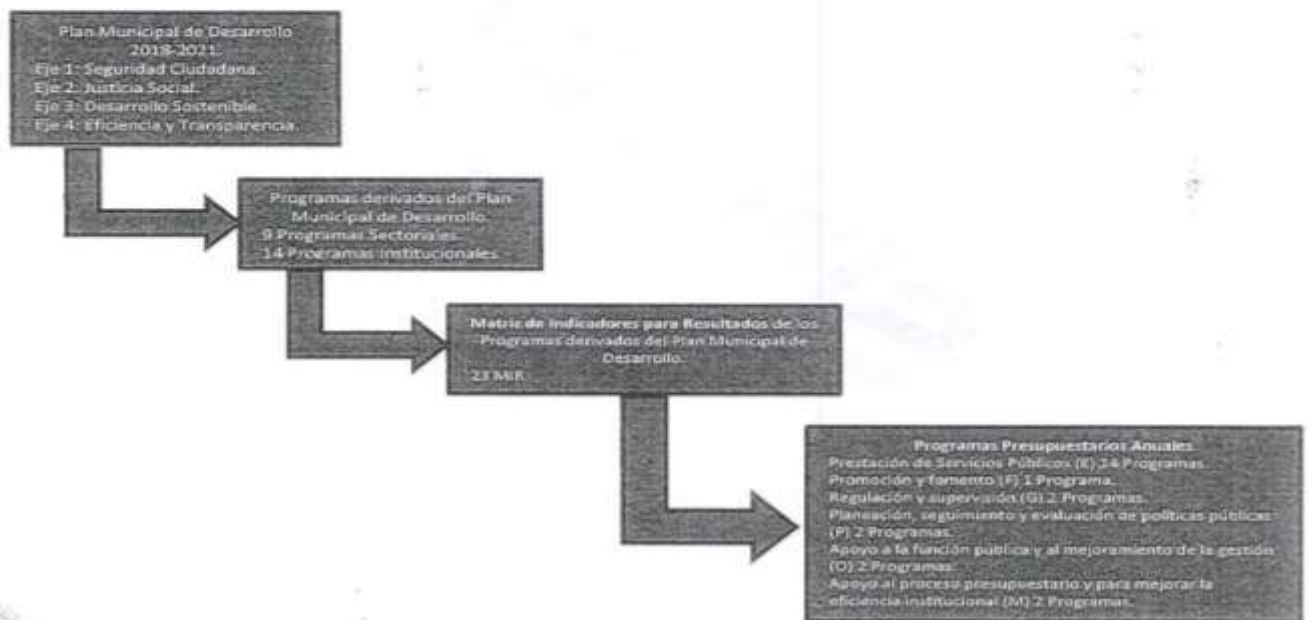 Plan Municipal de Desarrollo
2018-2021.
Eje 1: Seguridad Ciudadana.
Eje 2: Justicia Social.
Eje 3: Desarrollo Sostenible.
Eje 4: Eficiencia y Transparencia.
Programas derivados del Plan
Municipal de Desarrollo.
9 Programas Sectoriales.
14 Programas Institucionales
Matriz de Indicadores para Resultados de los
Programas derivados del Plan Municipal de
Desarrollo.
23 MIR
Programas Presupuestarios Anuales
Prestación de Servicios Públicos (E) 14 Programas.
Promoción y fomento (F) 1 Programa.
Regulación y supervisión (G) 2 Programas.
Planeación, seguimiento y evaluación de políticas públicas
(P) 2 Programas.
Apoyo a la función pública y al mejoramiento de la gestión
(O) 2 Programas.
Apoyo al proceso presupuestario y para mejorar la
eficiencia institucional (M) 2 Programas.